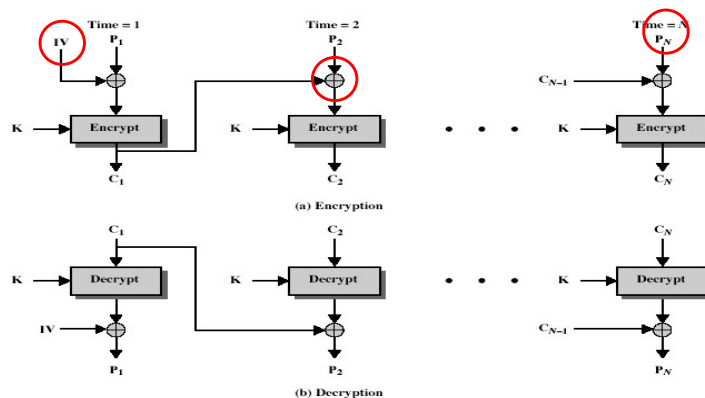 Time = 1 Time = 2 Time = N
IV P1 P2 PN
CN–1
K Encrypt K Encrypt • • • K Encrypt
C1 C2 CN
(a) Encryption
C1 C2 CN
K Decrypt K Decrypt • • • K Decrypt
IV CN–1
P1 P2 PN
(b) Decryption